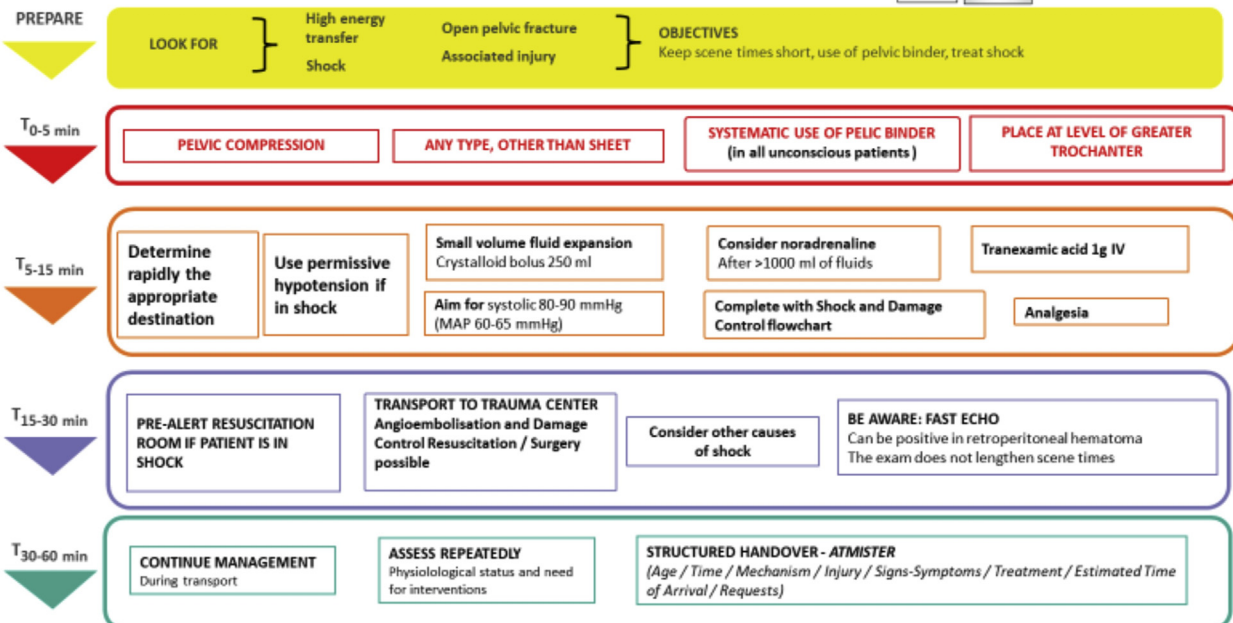 PREPARE
LOOK FOR
High energy
transfer
Shock
Open pelvic fracture
Associated injury
OBJECTIVES
Keep scene times short, use of pelvic binder, treat shock
T0-5 min
PELVIC COMPRESSION
ANY TYPE, OTHER THAN SHEET
SYSTEMATIC USE OF PELIC BINDER
(in all unconscious patients )
PLACE AT LEVEL OF GREATER
TROCHANTER
T5-15 min
Determine
rapidly the
appropriate
destination
Use permissive
hypotension if
in shock
Small volume fluid expansion
Crystalloid bolus 250 ml
Aim for systolic 80-90 mmHg
(MAP 60-65 mmHg)
Consider noradrenaline
After >1000 ml of fluids
Complete with Shock and Damage
Control flowchart
Tranexamic acid 1g IV
Analgesia
T15-30 min
PRE-ALERT RESUSCITATION
ROOM IF PATIENT IS IN
SHOCK
TRANSPORT TO TRAUMA CENTER
Angioembolisation and Damage
Control Resuscitation / Surgery
possible
Consider other causes
of shock
BE AWARE: FAST ECHO
Can be positive in retroperitoneal hematoma
The exam does not lengthen scene times
T30-60 min
CONTINUE MANAGEMENT
During transport
ASSESS REPEATEDLY
Physiolological status and need
for interventions
STRUCTURED HANDOVER - ATMISTER
(Age / Time / Mechanism / Injury / Signs-Symptoms / Treatment / Estimated Time
of Arrival / Requests)